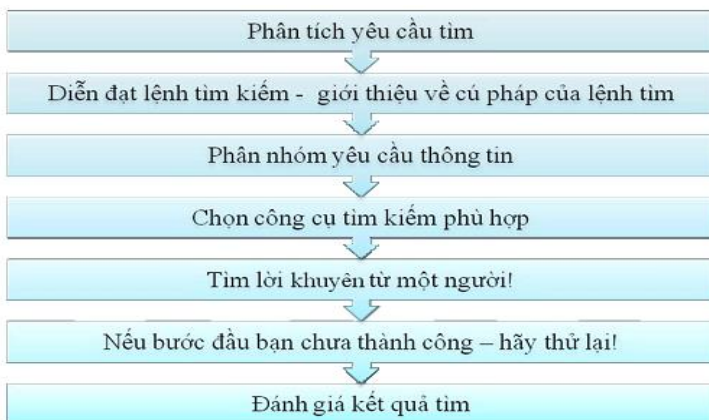 Phân tích yêu cầu tìm
Diễn đạt lệnh tìm kiếm - giới thiệu về cú pháp của lệnh tìm
Phân nhóm yêu cầu thông tin
Chọn công cụ tìm kiếm phù hợp
Tìm lời khuyên từ một người!
Nếu bước đầu bạn chưa thành công – hãy thử lại!
Đánh giá kết quả tìm